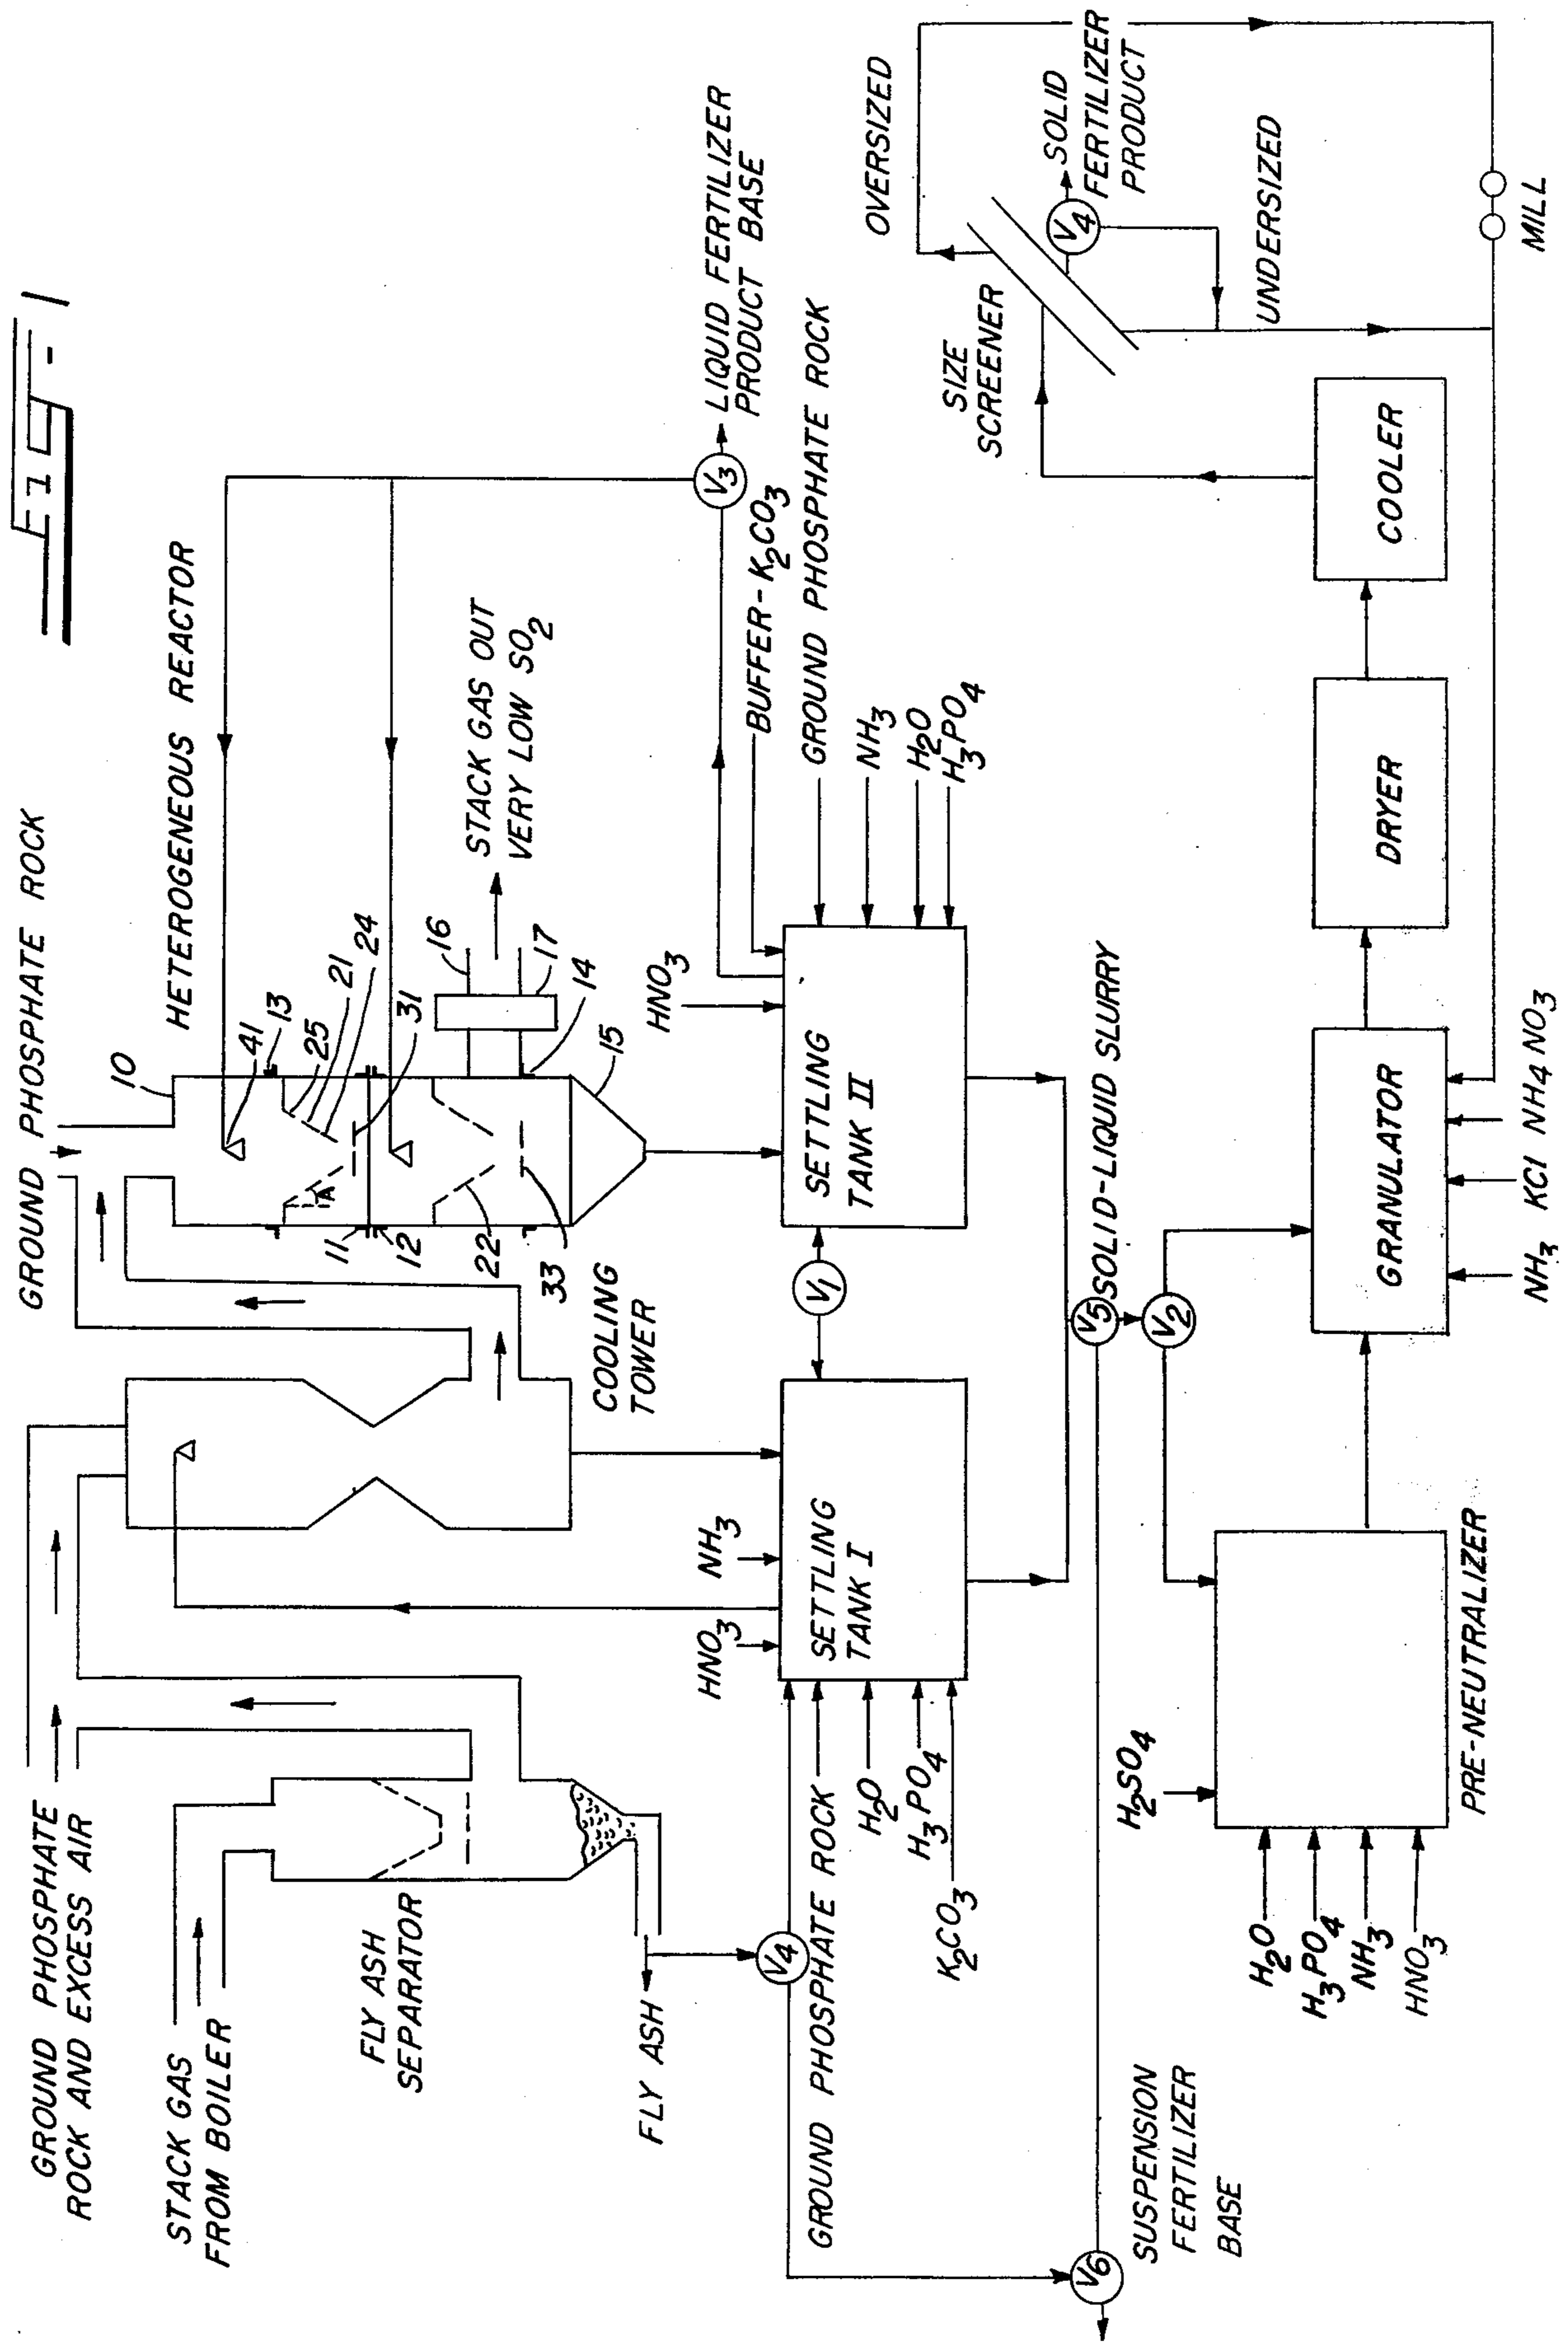 Fig-1
GROUND PHOSPHATE
ROCK AND EXCESS AIR
STACK GAS
FROM BOILER
FLY ASH
SEPARATOR
FLY ASH
COOLING
TOWER
GROUND PHOSPHATE ROCK
HETEROGENEOUS REACTOR
10
41
13
25
21
24
31
11
12
22
33
A
16
17
14
15
STACK GAS OUT
VERY LOW SO2
V3
LIQUID FERTILIZER
PRODUCT BASE
BUFFER-K2CO3
GROUND PHOSPHATE ROCK
NH3
H2O
H3PO4
HNO3
SETTLING
TANK II
V1
HNO3
NH3
SETTLING
TANK I
V4
GROUND PHOSPHATE ROCK
H2O
H3PO4
K2CO3
V6
SUSPENSION
FERTILIZER
BASE
V5
SOLID-LIQUID SLURRY
V2
H2SO4
H2O
H3PO4
NH3
HNO3
PRE-NEUTRALIZER
GRANULATOR
NH3 KCl NH4NO3
DRYER
COOLER
SIZE
SCREENER
OVERSIZED
V4
SOLID
FERTILIZER
PRODUCT
UNDERSIZED
MILL